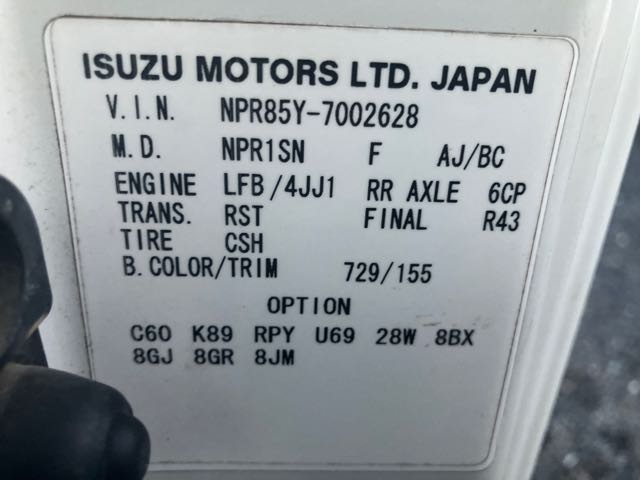 ISUZU MOTORS LTD. JAPAN
V.I.N. NPR85Y-7002628
M.D. NPR1SN F AJ/BC
ENGINE LFB/4JJ1 RR AXLE 6CP
TRANS. RST FINAL R43
TIRE CSH
B.COLOR/TRIM 729/155
OPTION
C60 K89 RPY U69 28W 8BX
8GJ 8GR 8JM